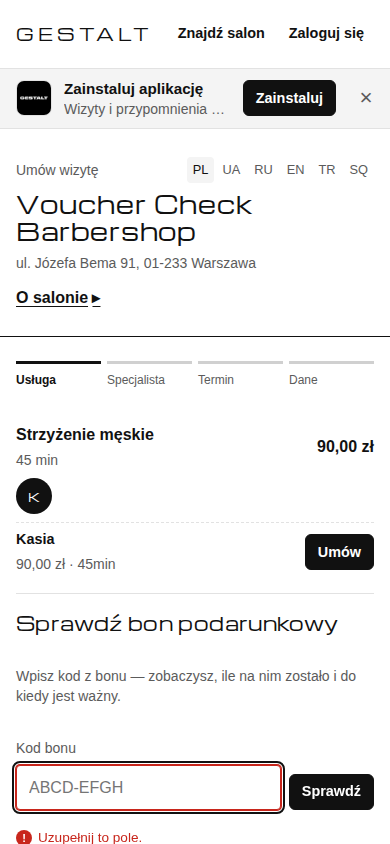 GESTALT
Znajdź salon
Zaloguj się
GESTALT
Zainstaluj aplikację
Wizyty i przypomnienia …
Zainstaluj
×
Umów wizytę
PL UA RU EN TR SQ
Voucher Check
Barbershop
ul. Józefa Bema 91, 01-233 Warszawa
O salonie ▸
Usługa
Specjalista
Termin
Dane
Strzyżenie męskie
45 min
90,00 zł
K
Kasia
90,00 zł · 45min
Umów
Sprawdź bon podarunkowy
Wpisz kod z bonu — zobaczysz, ile na nim zostało i do
kiedy jest ważny.
Kod bonu
ABCD-EFGH
Sprawdź
! Uzupełnij to pole.